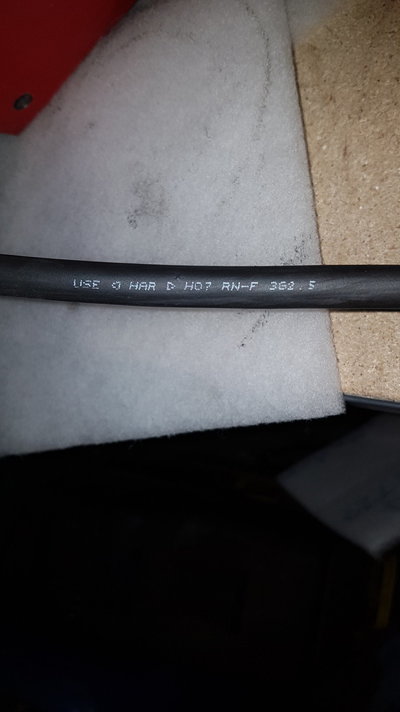 USE ◁ HAR ▷ H07 RN-F 3G2.5